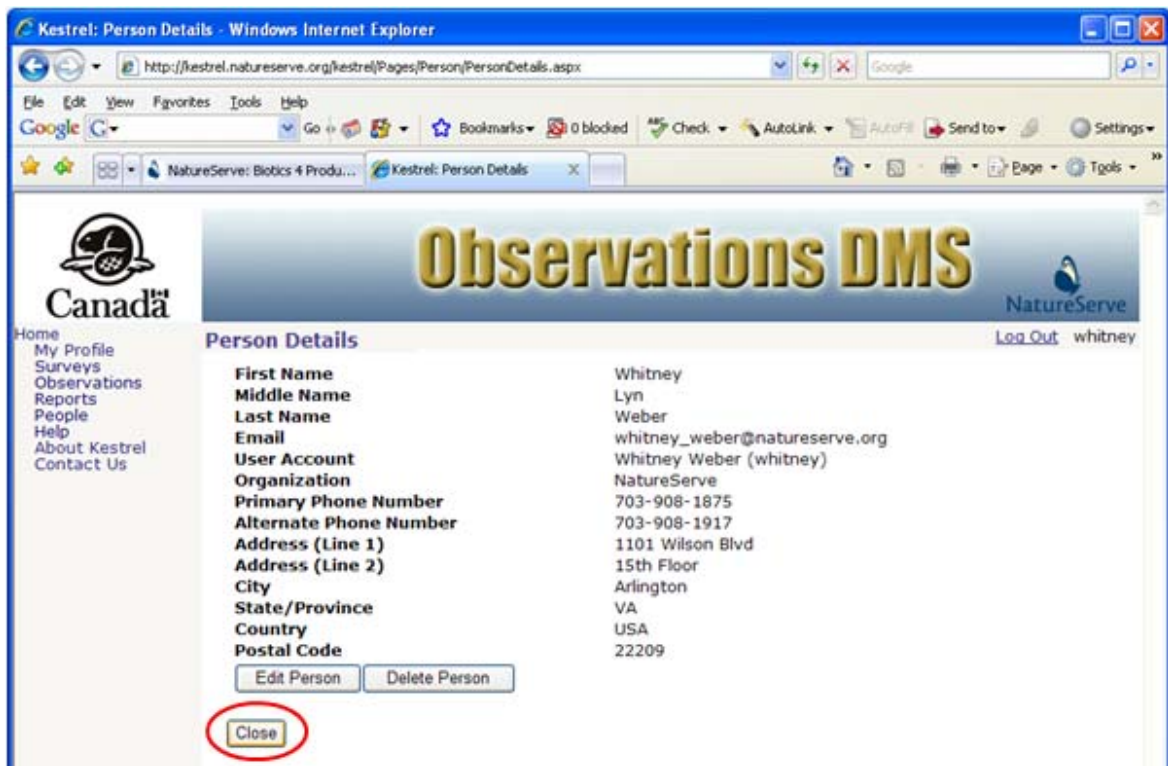 Kestrel: Person Details - Windows Internet Explorer
http://kestrel.natureserve.org/kestrel/Pages/Person/PersonDetails.aspx Google
File Edit View Favorites Tools Help
Google G Go Bookmarks 0 blocked Check AutoLink AutoFill Send to Settings
NatureServe: Biotics 4 Produ... Kestrel: Person Details X Page Tools »
Canada
Observations DMS
NatureServe
Home
My Profile
Surveys
Observations
Reports
People
Help
About Kestrel
Contact Us
Person Details Log Out whitney
First Name Whitney
Middle Name Lyn
Last Name Weber
Email whitney_weber@natureserve.org
User Account Whitney Weber (whitney)
Organization NatureServe
Primary Phone Number 703-908-1875
Alternate Phone Number 703-908-1917
Address (Line 1) 1101 Wilson Blvd
Address (Line 2) 15th Floor
City Arlington
State/Province VA
Country USA
Postal Code 22209
Edit Person Delete Person
Close